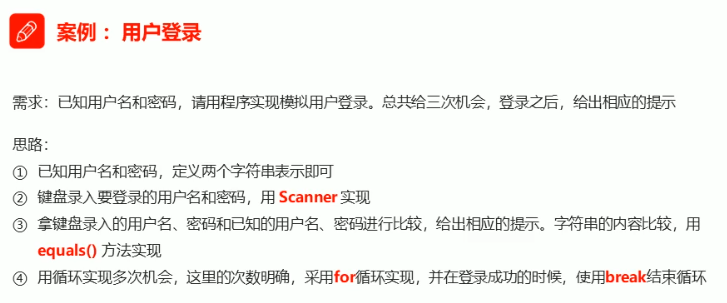 案例：用户登录
需求：已知用户名和密码，请用程序实现模拟用户登录。总共给三次机会，登录之后，给出相应的提示
思路：
① 已知用户名和密码，定义两个字符串表示即可
② 键盘录入要登录的用户名和密码，用 Scanner 实现
③ 拿键盘录入的用户名、密码和已知的用户名、密码进行比较，给出相应的提示。字符串的内容比较，用
equals() 方法实现
④ 用循环实现多次机会，这里的次数明确，采用for循环实现，并在登录成功的时候，使用break结束循环